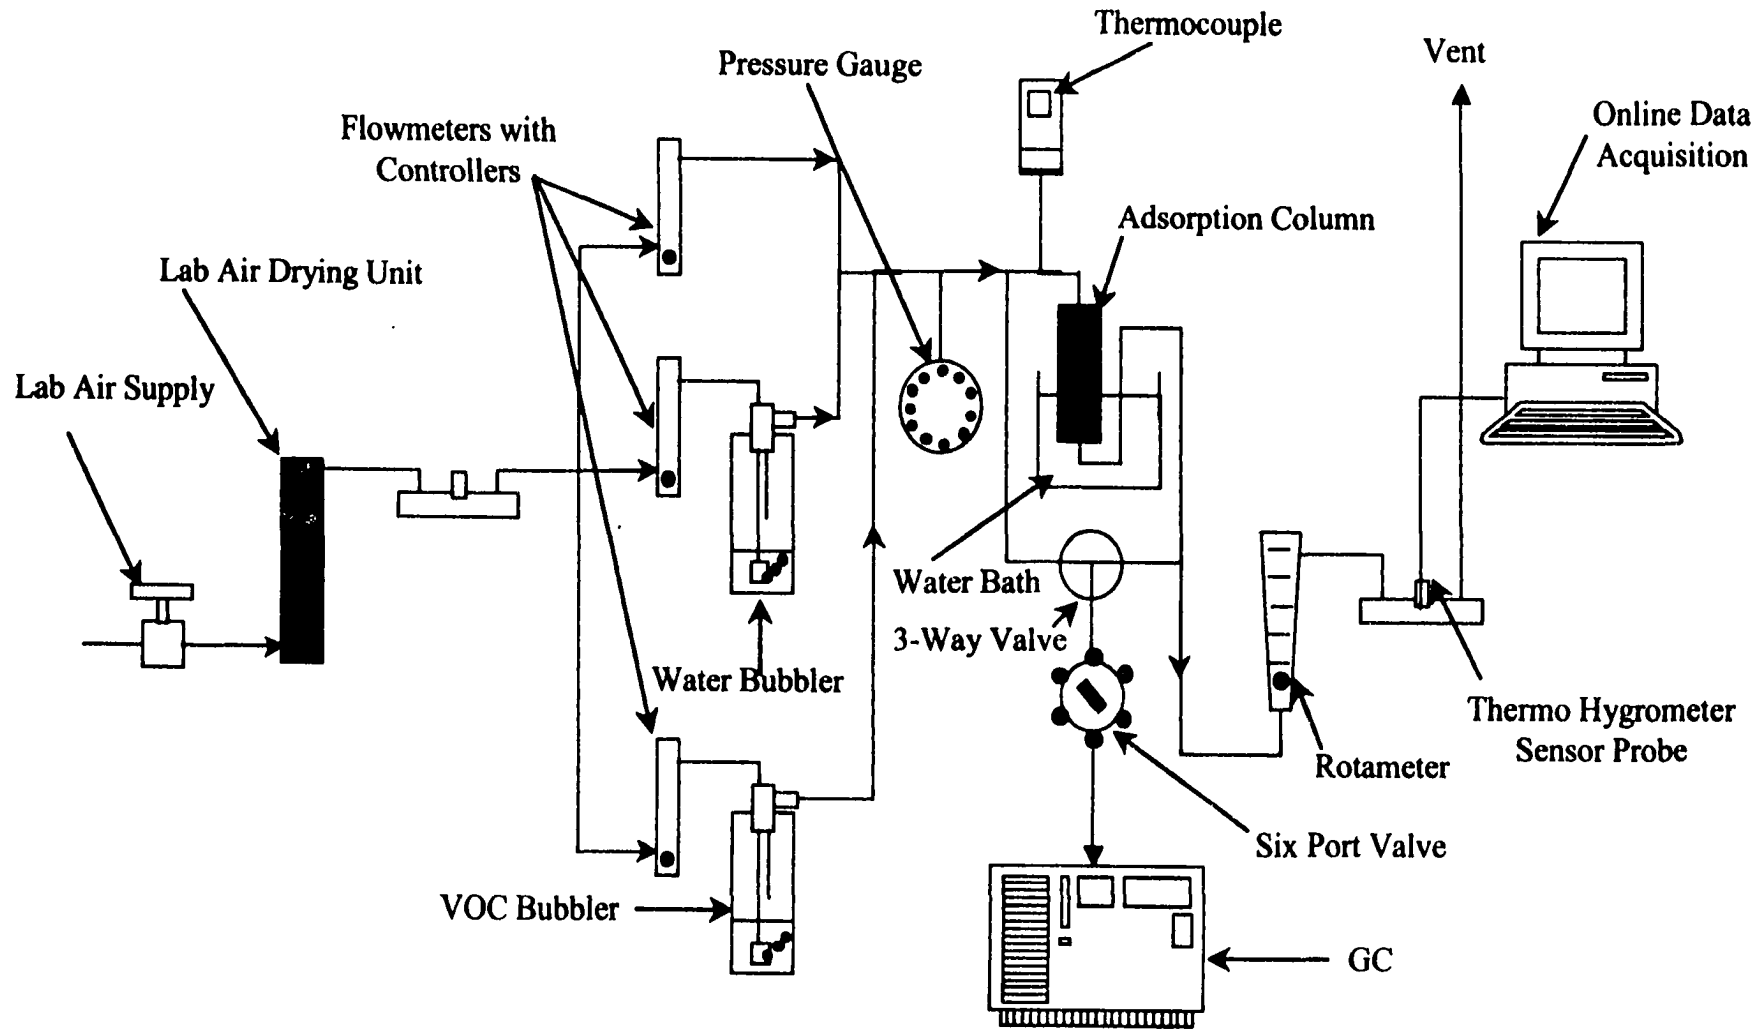 Thermocouple
Pressure Gauge
Vent
Flowmeters with
Controllers
Online Data
Acquisition
Adsorption Column
Lab Air Drying Unit
Lab Air Supply
Water Bath
3-Way Valve
Water Bubbler
Thermo Hygrometer
Sensor Probe
Rotameter
Six Port Valve
VOC Bubbler
GC